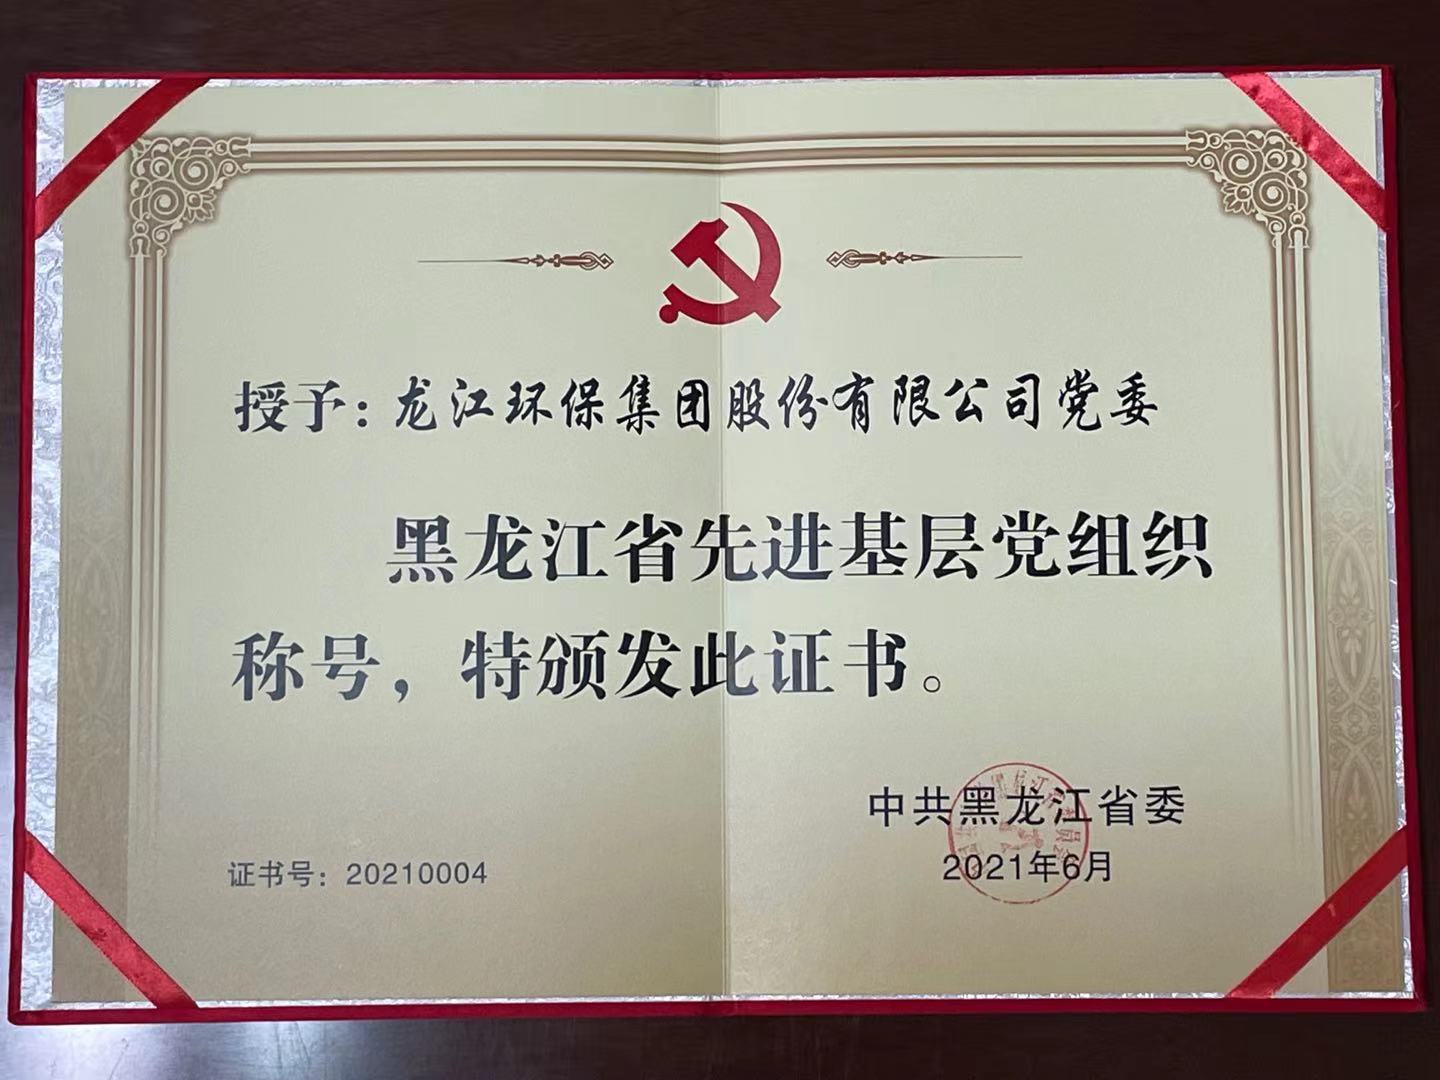 授予：龙江环保集团股份有限公司党委
黑龙江省先进基层党组织
称号，特颁发此证书。
中共黑龙江省委
2021年6月
证书号：20210004